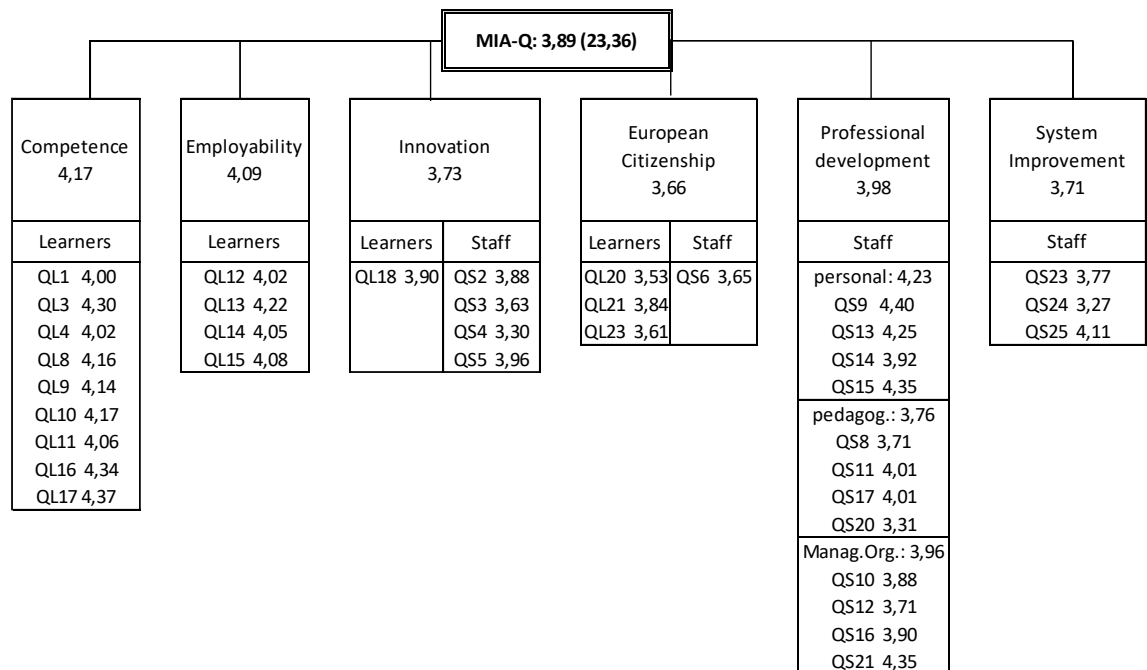 MIA-Q: 3,89 (23,36)
Competence
4,17
Learners
QL1 4,00
QL3 4,30
QL4 4,02
QL8 4,16
QL9 4,14
QL10 4,17
QL11 4,06
QL16 4,34
QL17 4,37
Employability
4,09
Learners
QL12 4,02
QL13 4,22
QL14 4,05
QL15 4,08
Innovation
3,73
Learners
QL18 3,90
Staff
QS2 3,88
QS3 3,63
QS4 3,30
QS5 3,96
European
Citizenship
3,66
Learners
QL20 3,53
QL21 3,84
QL23 3,61
Staff
QS6 3,65
Professional
development
3,98
Staff
personal: 4,23
QS9 4,40
QS13 4,25
QS14 3,92
QS15 4,35
pedagog.: 3,76
QS8 3,71
QS11 4,01
QS17 4,01
QS20 3,31
Manag.Org.: 3,96
QS10 3,88
QS12 3,71
QS16 3,90
QS21 4,35
System
Improvement
3,71
Staff
QS23 3,77
QS24 3,27
QS25 4,11